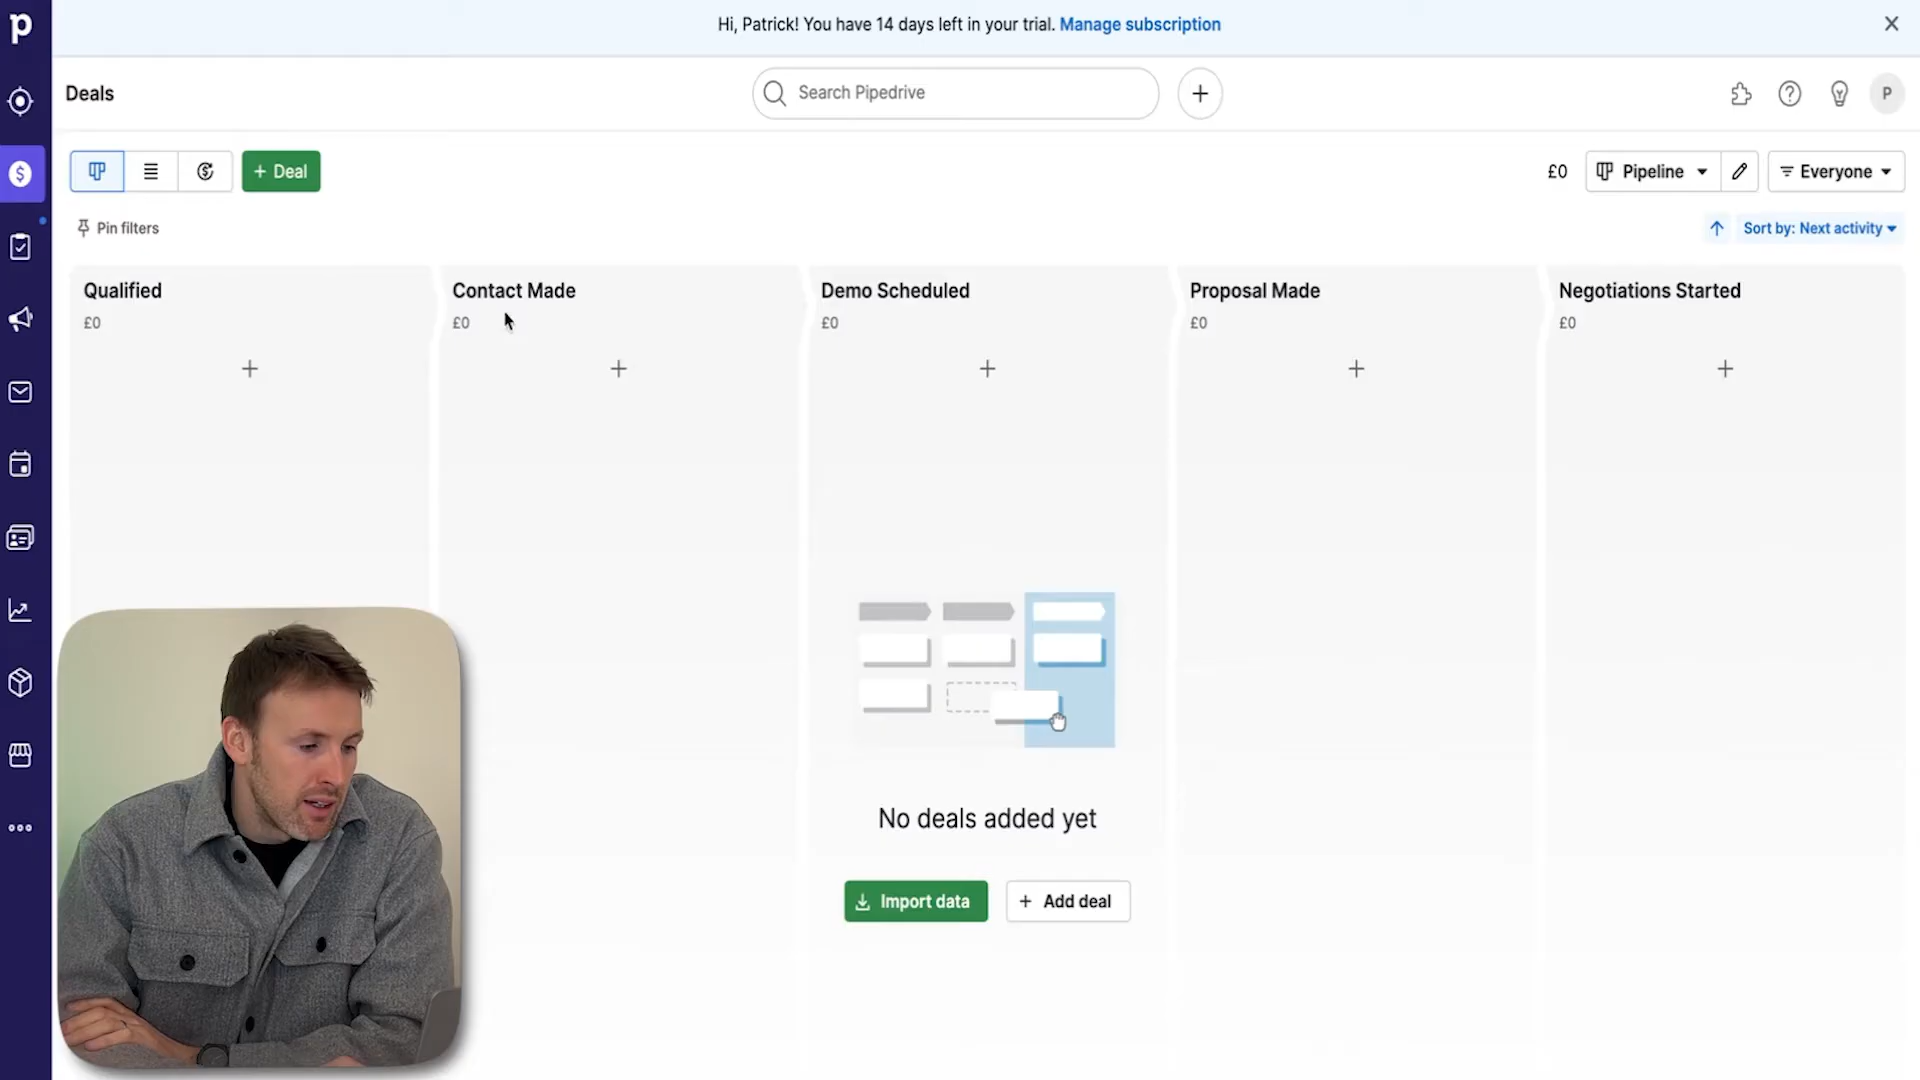 Hi, Patrick! You have 14 days left in your trial. Manage subscription
Deals
Search Pipedrive
P
+ Deal
£0
Pipeline
Everyone
Pin filters
Sort by: Next activity
Qualified
£0
Contact Made
£0
Demo Scheduled
£0
Proposal Made
£0
Negotiations Started
£0
No deals added yet
Import data
+ Add deal